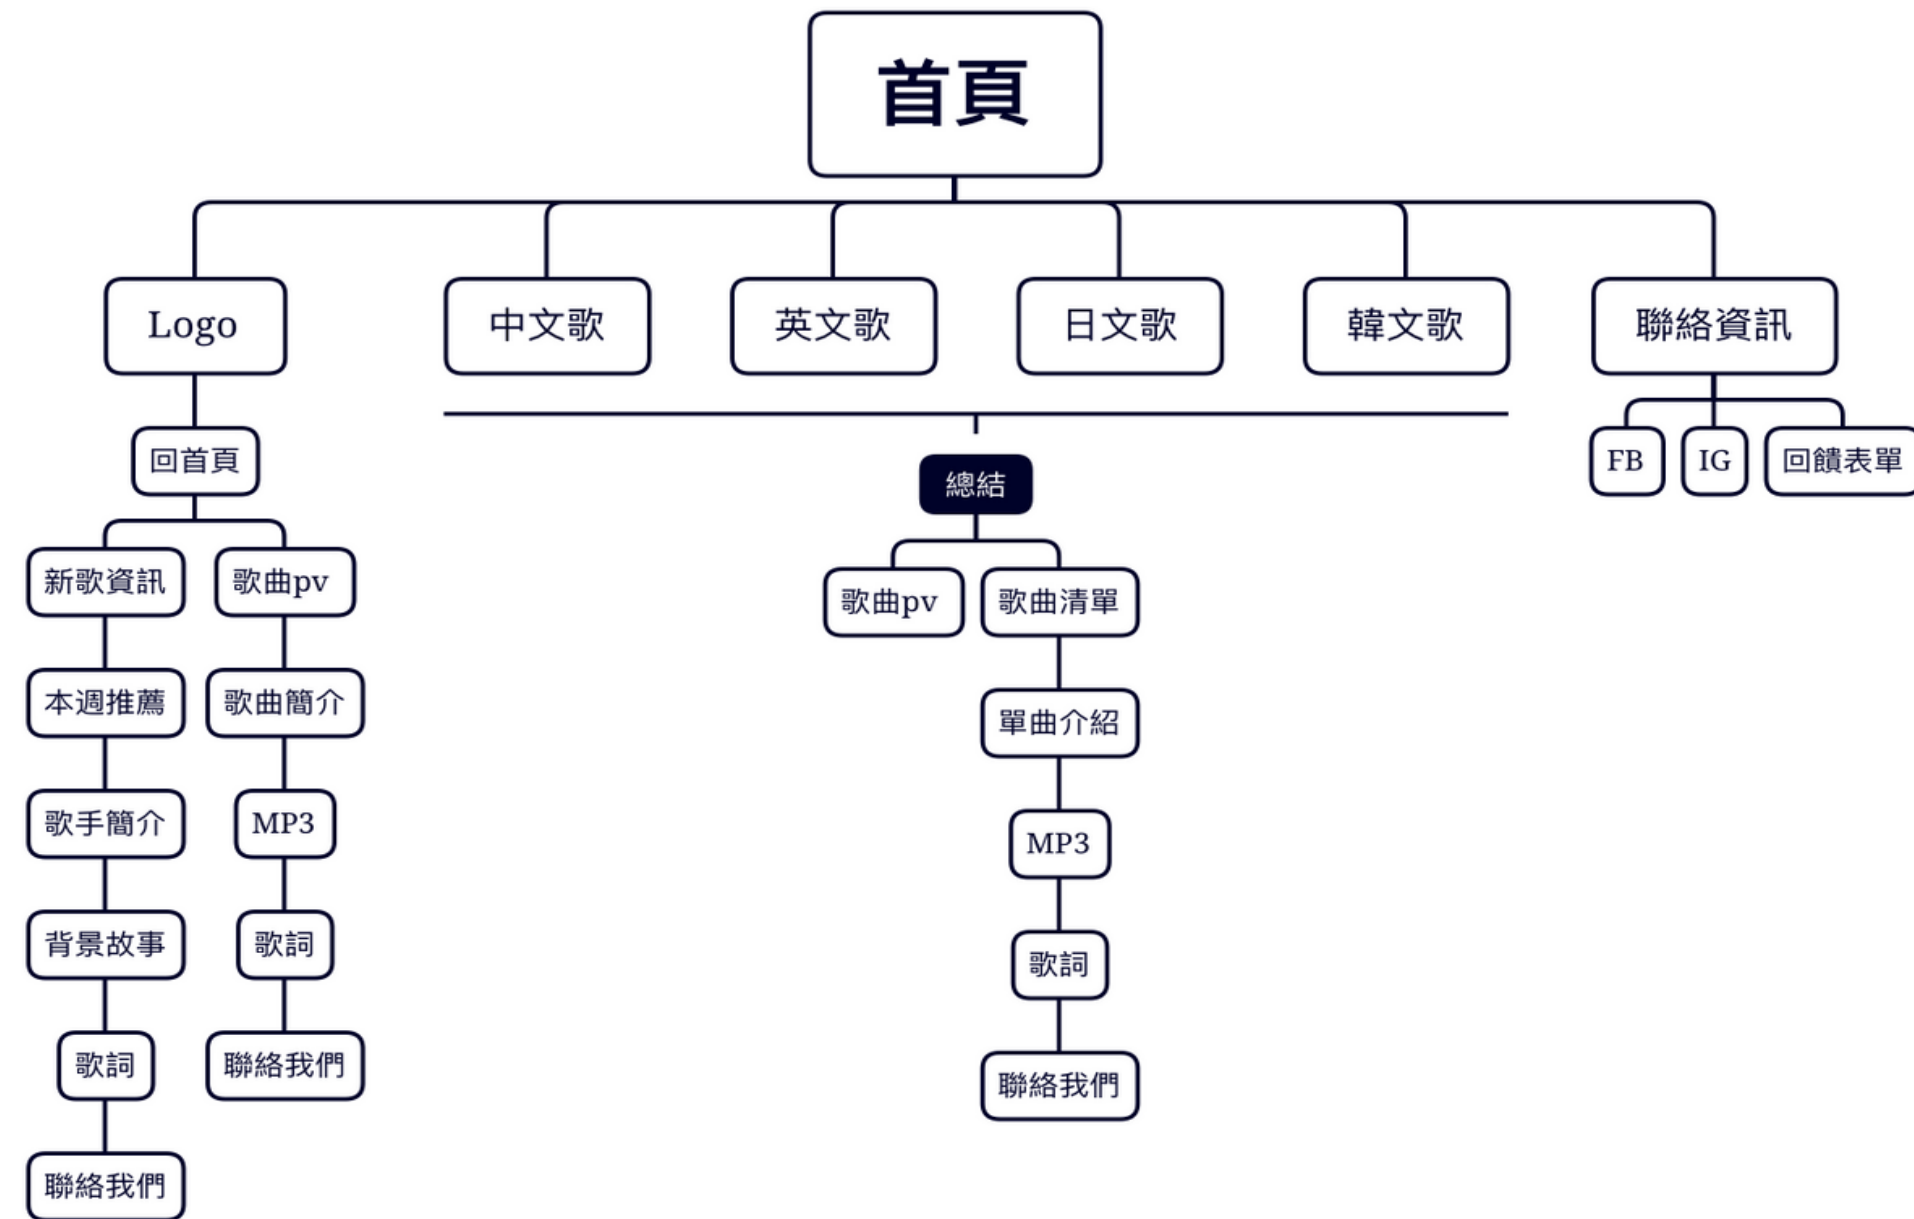 首頁
Logo
中文歌
英文歌
日文歌
韓文歌
聯絡資訊
回首頁
FB
IG
回饋表單
總結
新歌資訊
歌曲pv
歌曲pv
歌曲清單
本週推薦
歌曲簡介
單曲介紹
歌手簡介
MP3
MP3
背景故事
歌詞
歌詞
歌詞
聯絡我們
聯絡我們
聯絡我們